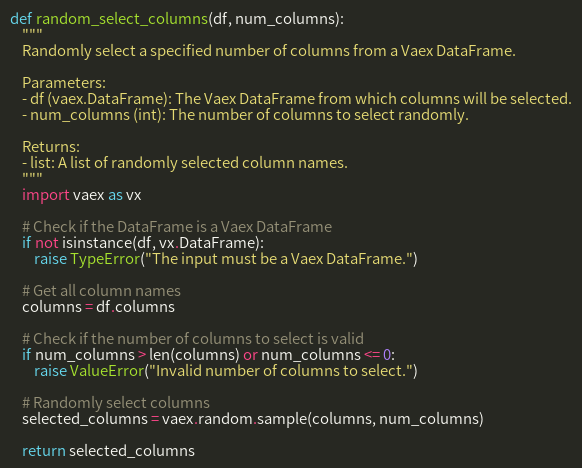 def random_select_columns(df, num_columns):
    """
    Randomly select a specified number of columns from a Vaex DataFrame.

    Parameters:
    - df (vaex.DataFrame): The Vaex DataFrame from which columns will be selected.
    - num_columns (int): The number of columns to select randomly.

    Returns:
    - list: A list of randomly selected column names.
    """
    import vaex as vx

    # Check if the DataFrame is a Vaex DataFrame
    if not isinstance(df, vx.DataFrame):
        raise TypeError("The input must be a Vaex DataFrame.")

    # Get all column names
    columns = df.columns

    # Check if the number of columns to select is valid
    if num_columns > len(columns) or num_columns <= 0:
        raise ValueError("Invalid number of columns to select.")

    # Randomly select columns
    selected_columns = vaex.random.sample(columns, num_columns)

    return selected_columns